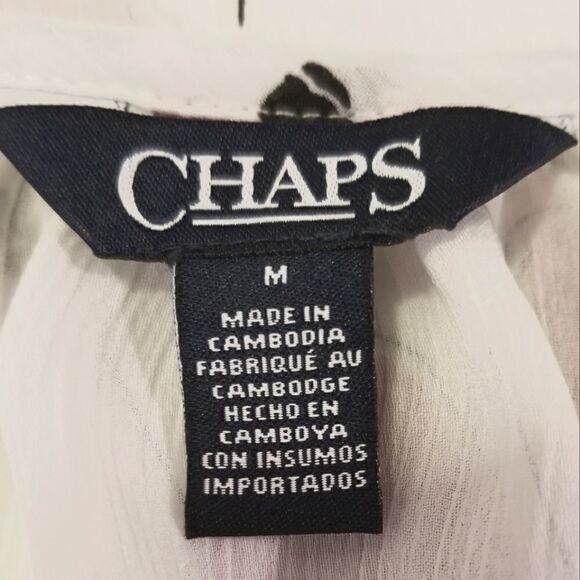 CHAPS
M
MADE IN
CAMBODIA
FABRIQUÉ AU
CAMBODGE
HECHO EN
CAMBOYA
CON INSUMOS
IMPORTADOS